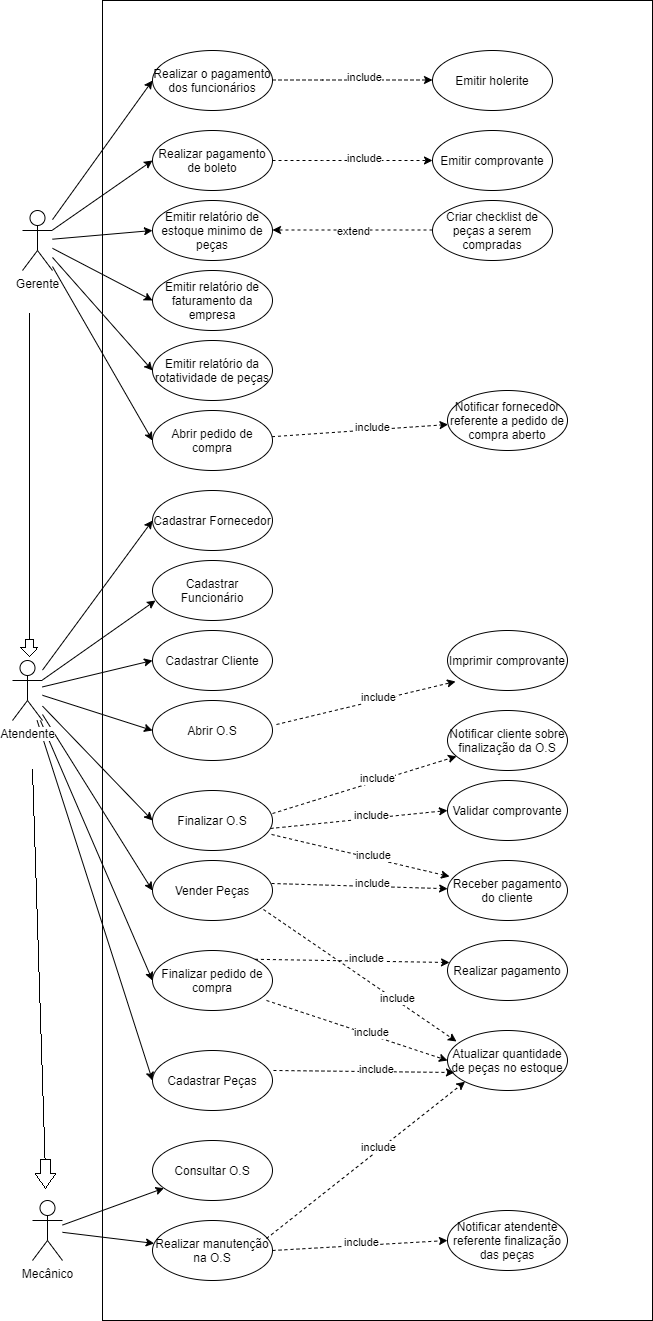 Realizar o pagamento
dos funcionários
include
Emitir holerite
Realizar pagamento
de boleto
include
Emitir comprovante
Gerente
Emitir relatório de
estoque minimo de
peças
extend
Criar checklist de
peças a serem
compradas
Emitir relatório de
faturamento da
empresa
Emitir relatório da
rotatividade de peças
Abrir pedido de
compra
include
Notificar fornecedor
referente a pedido de
compra aberto
Cadastrar Fornecedor
Cadastrar
Funcionário
Cadastrar Cliente
Imprimir comprovante
include
Atendente
Abrir O.S
Notificar cliente sobre
finalização da O.S
include
Finalizar O.S
include
Validar comprovante
include
Vender Peças
include
Receber pagamento
do cliente
Finalizar pedido de
compra
include
Realizar pagamento
include
include
Atualizar quantidade
de peças no estoque
Cadastrar Peças
include
include
Consultar O.S
Mecânico
Realizar manutenção
na O.S
include
Notificar atendente
referente finalização
das peças